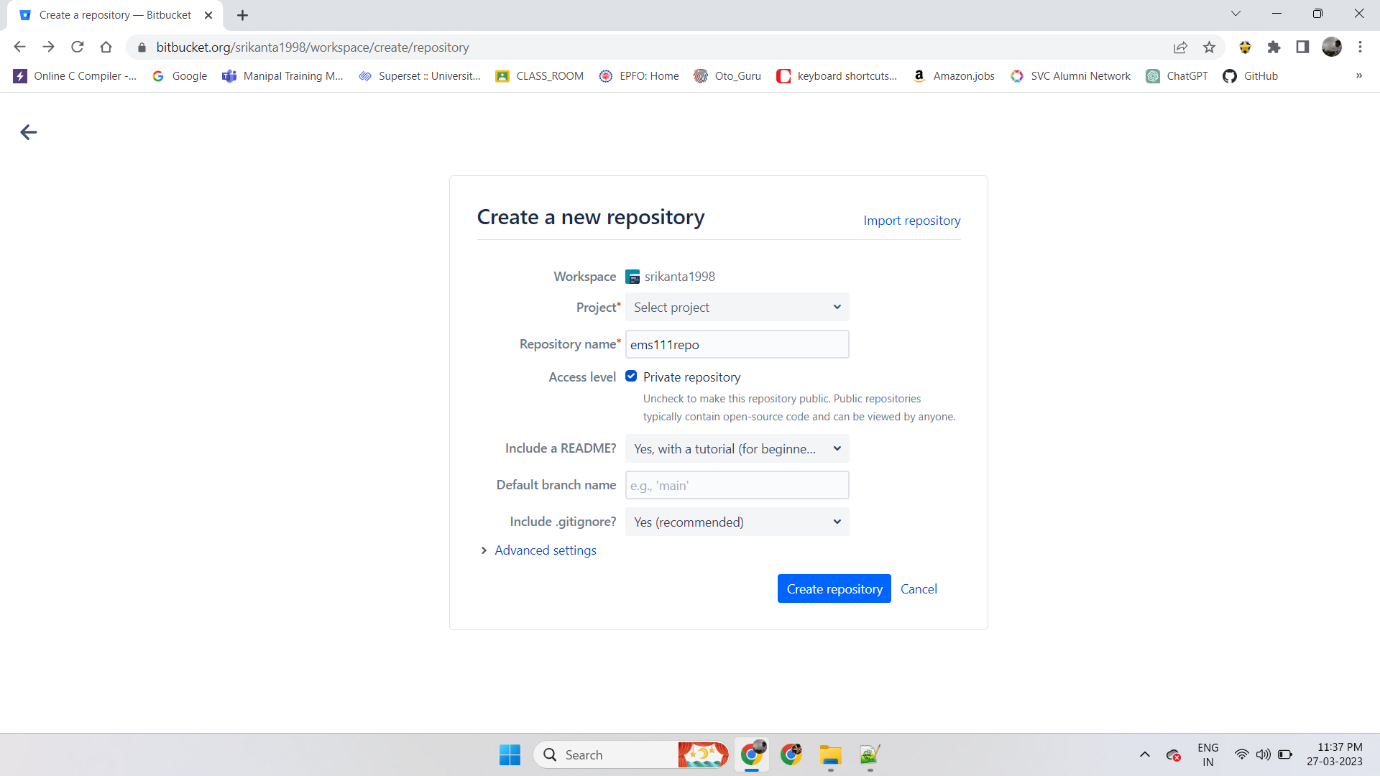 Create a repository — Bitbucket
bitbucket.org/srikanta1998/workspace/create/repository
Online C Compiler -... Google Manipal Training M... Superset :: Universit... CLASS_ROOM EPFO: Home Oto_Guru keyboard shortcuts... Amazon.jobs SVC Alumni Network ChatGPT GitHub »
Create a new repository Import repository
Workspace srikanta1998
Project* Select project
Repository name* ems111repo
Access level Private repository
Uncheck to make this repository public. Public repositories
typically contain open-source code and can be viewed by anyone.
Include a README? Yes, with a tutorial (for beginne...
Default branch name e.g., 'main'
Include .gitignore? Yes (recommended)
Advanced settings
Create repository Cancel
Search
ENG
IN
11:37 PM
27-03-2023